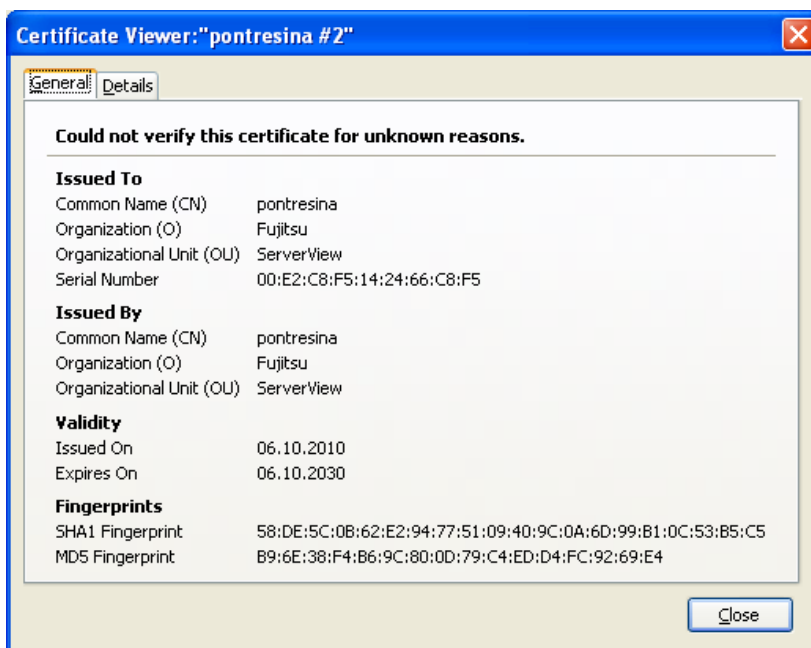 Certificate Viewer:"pontresina #2"
General Details
Could not verify this certificate for unknown reasons.
Issued To
Common Name (CN) pontresina
Organization (O) Fujitsu
Organizational Unit (OU) ServerView
Serial Number 00:E2:C8:F5:14:24:66:C8:F5
Issued By
Common Name (CN) pontresina
Organization (O) Fujitsu
Organizational Unit (OU) ServerView
Validity
Issued On 06.10.2010
Expires On 06.10.2030
Fingerprints
SHA1 Fingerprint 58:DE:5C:0B:62:E2:94:77:51:09:40:9C:0A:6D:99:B1:0C:53:B5:C5
MD5 Fingerprint B9:6E:38:F4:B6:9C:80:0D:79:C4:ED:D4:FC:92:69:E4
Close